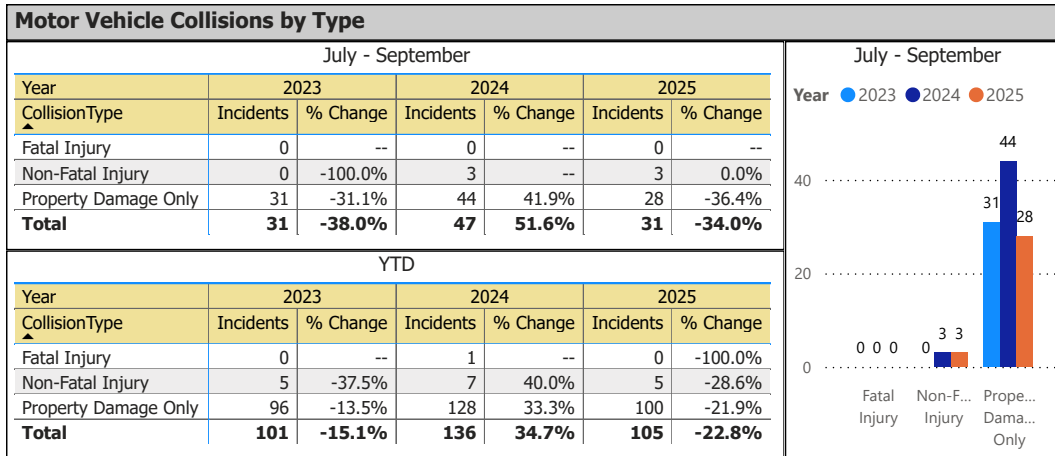 Motor Vehicle Collisions by Type
July - September
Year 2023 2024 2025
CollisionType Incidents % Change Incidents % Change Incidents % Change
Fatal Injury 0 -- 0 -- 0 --
Non-Fatal Injury 0 -100.0% 3 -- 3 0.0%
Property Damage Only 31 -31.1% 44 41.9% 28 -36.4%
Total 31 -38.0% 47 51.6% 31 -34.0%
YTD
Year 2023 2024 2025
CollisionType Incidents % Change Incidents % Change Incidents % Change
Fatal Injury 0 -- 1 -- 0 -100.0%
Non-Fatal Injury 5 -37.5% 7 40.0% 5 -28.6%
Property Damage Only 96 -13.5% 128 33.3% 100 -21.9%
Total 101 -15.1% 136 34.7% 105 -22.8%
July - September
Year 2023 2024 2025
44
40
31
28
20
0 0 0 0 3 3
0
Fatal Non-F... Prope...
Injury Injury Dama...
Only